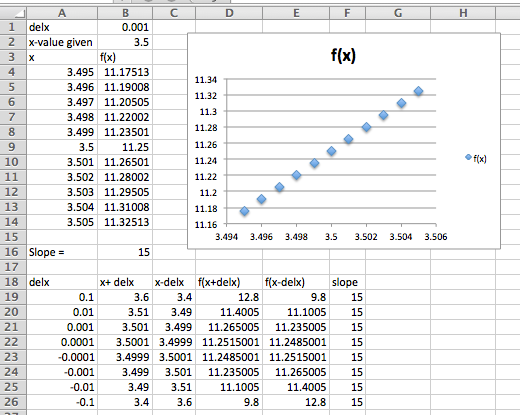 A B C D E F G H
1 delx 0.001
2 x-value given 3.5
3 x f(x)
4 3.495 11.17513
5 3.496 11.19008
6 3.497 11.20505
7 3.498 11.22002
8 3.499 11.23501
9 3.5 11.25
10 3.501 11.26501
11 3.502 11.28002
12 3.503 11.29505
13 3.504 11.31008
14 3.505 11.32513
15
16 Slope = 15
17
18 delx x+ delx x-delx f(x+delx) f(x-delx) slope
19 0.1 3.6 3.4 12.8 9.8 15
20 0.01 3.51 3.49 11.4005 11.1005 15
21 0.001 3.501 3.499 11.265005 11.235005 15
22 0.0001 3.5001 3.4999 11.2515001 11.2485001 15
23 -0.0001 3.4999 3.5001 11.2485001 11.2515001 15
24 -0.001 3.499 3.501 11.235005 11.265005 15
25 -0.01 3.49 3.51 11.1005 11.4005 15
26 -0.1 3.4 3.6 9.8 12.8 15
f(x)
11.34
11.32
11.3
11.28
11.26
11.24
11.22
11.2
11.18
11.16
3.494 3.496 3.498 3.5 3.502 3.504 3.506
f(x)